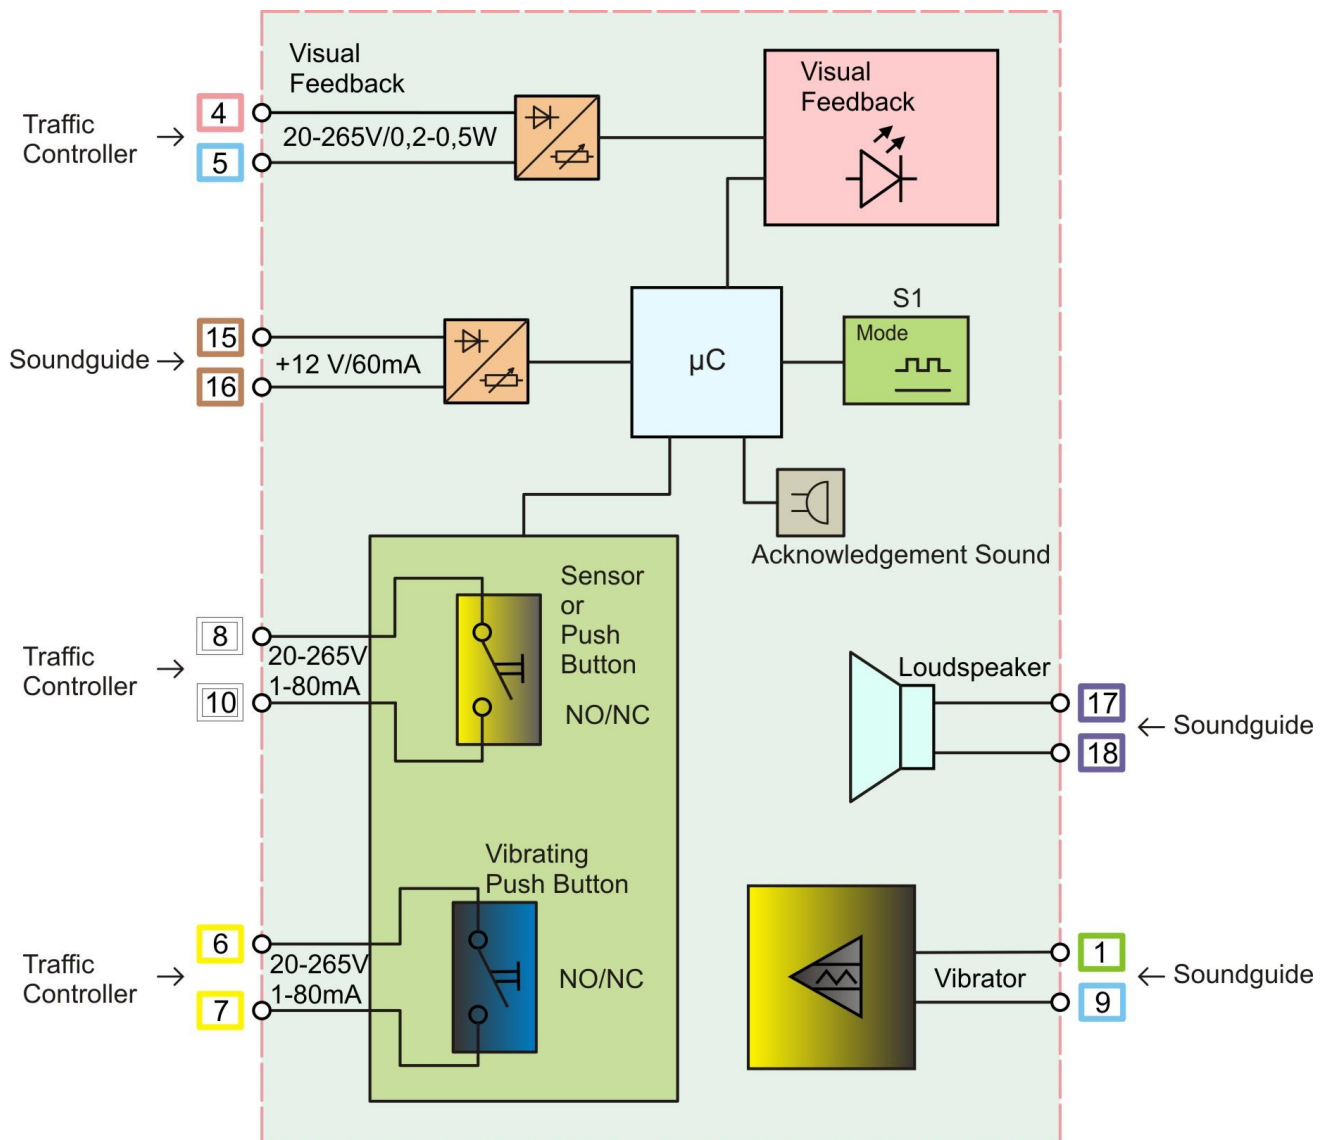 Visual
Feedback
Traffic
Controller
4
5
20-265V/0,2-0,5W
Visual
Feedback
Soundguide
15
16
+12 V/60mA
µC
S1
Mode
Acknowledgement Sound
Traffic
Controller
8
10
20-265V
1-80mA
Sensor
or
Push
Button
NO/NC
Loudspeaker
17
18
Soundguide
Vibrating
Push Button
Traffic
Controller
6
7
20-265V
1-80mA
NO/NC
Vibrator
1
9
Soundguide